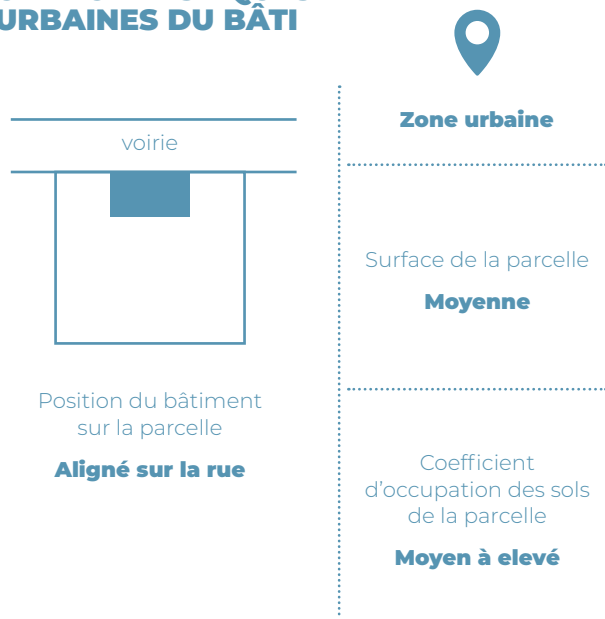 URBAINES DU BÂTI
voirie
Position du bâtiment
sur la parcelle
Aligné sur la rue
Zone urbaine
Surface de la parcelle
Moyenne
Coefficient
d’occupation des sols
de la parcelle
Moyen à elevé